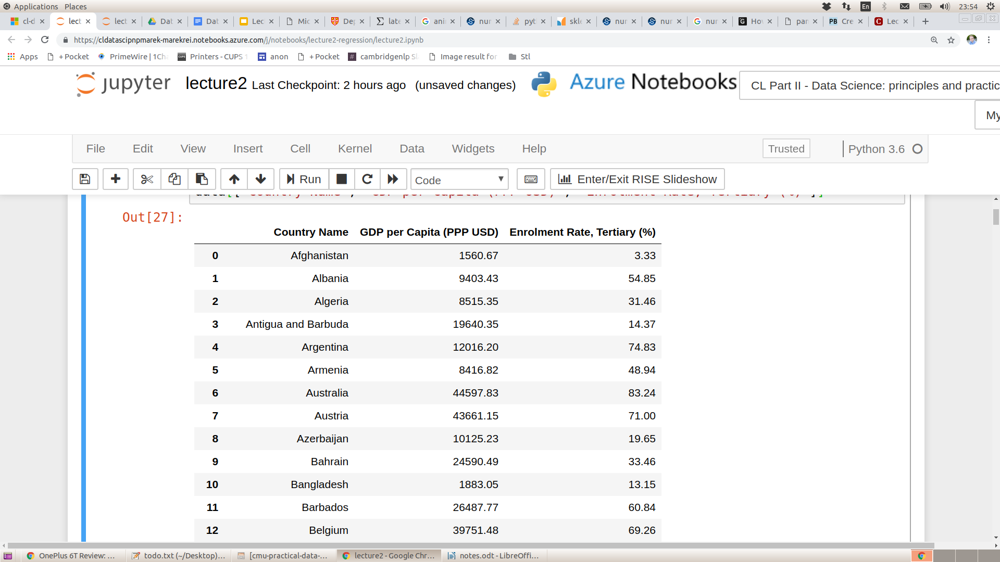 Applications Places En 23:54
cl-d lect lect Dat Dat Lec Mic Dep late ani nur pyt skle nur nur nur Hov par Cre Lec
https://cldatascipnpmarek-marekrei.notebooks.azure.com/j/notebooks/lecture2-regression/lecture2.ipynb
Apps + Pocket PrimeWire | 1Cha Printers - CUPS 1 anon + Pocket cambridgenlp Sl Image result for Stl
jupyter lecture2 Last Checkpoint: 2 hours ago (unsaved changes) Azure Notebooks CL Part II - Data Science: principles and practic
My
File Edit View Insert Cell Kernel Data Widgets Help Trusted Python 3.6
Run Code Enter/Exit RISE Slideshow
Out[27]:
Country Name GDP per Capita (PPP USD) Enrolment Rate, Tertiary (%)
0 Afghanistan 1560.67 3.33
1 Albania 9403.43 54.85
2 Algeria 8515.35 31.46
3 Antigua and Barbuda 19640.35 14.37
4 Argentina 12016.20 74.83
5 Armenia 8416.82 48.94
6 Australia 44597.83 83.24
7 Austria 43661.15 71.00
8 Azerbaijan 10125.23 19.65
9 Bahrain 24590.49 33.46
10 Bangladesh 1883.05 13.15
11 Barbados 26487.77 60.84
12 Belgium 39751.48 69.26
OnePlus 6T Review: ... todo.txt (~/Desktop)... [cmu-practical-data-... lecture2 - Google Chr... notes.odt - LibreOffi...